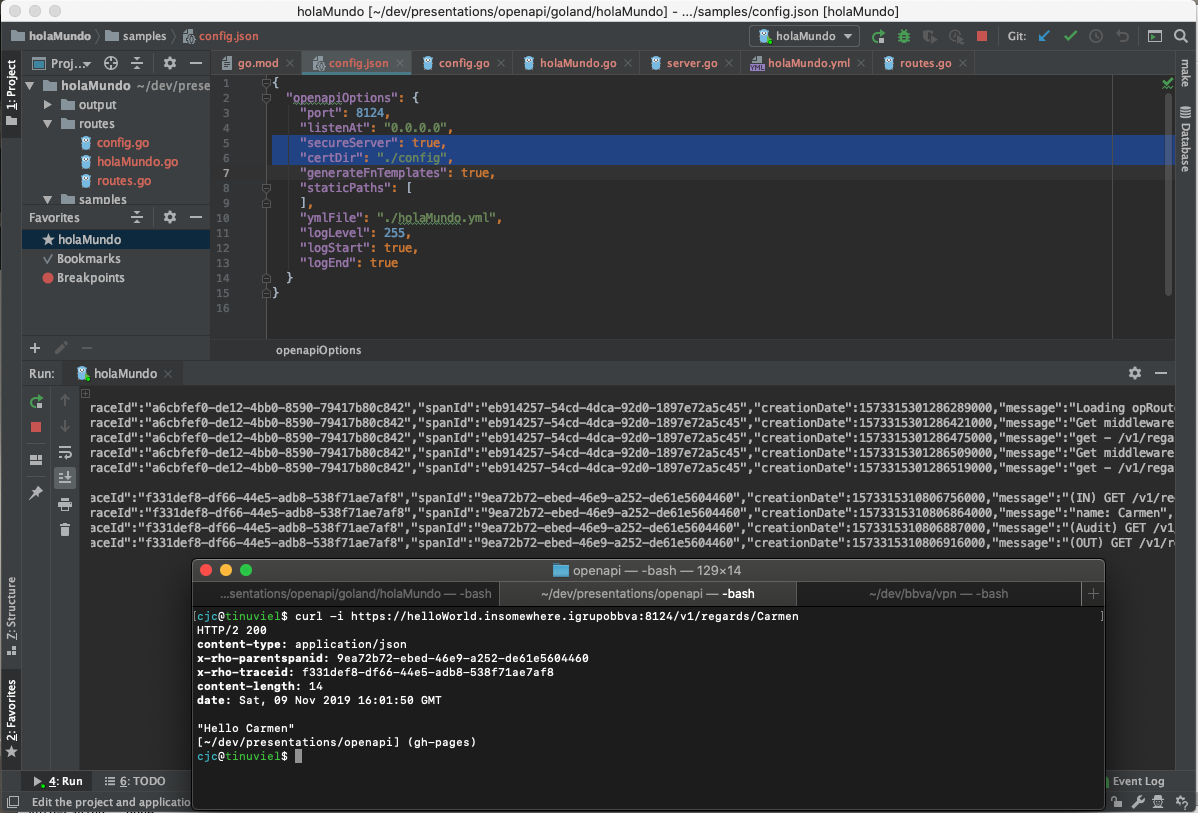 holaMundo [~/dev/presentations/openapi/goland/holaMundo] - .../samples/config.json [holaMundo]
holaMundo samples config.json holaMundo Git:
1: Project
Proj...
go.mod config.json config.go holaMundo.go server.go holaMundo.yml routes.go
make
Database
holaMundo ~/dev/prese
output
routes
config.go
holaMundo.go
routes.go
samples
Favorites
holaMundo
Bookmarks
Breakpoints
1 {
2 "openapiOptions": {
3 "port": 8124,
4 "listenAt": "0.0.0.0",
5 "secureServer": true,
6 "certDir": "./config",
7 "generateFnTemplates": true,
8 "staticPaths": [
9 ],
10 "ymlFile": "./holaMundo.yml",
11 "logLevel": 255,
12 "logStart": true,
13 "logEnd": true
14 }
15 }
16
openapiOptions
Run: holaMundo
raceId":"a6cbfef0-de12-4bb0-8590-79417b80c842","spanId":"eb914257-54cd-4dca-92d0-1897e72a5c45","creationDate":1573315301286289000,"message":"Loading opRout
raceId":"a6cbfef0-de12-4bb0-8590-79417b80c842","spanId":"eb914257-54cd-4dca-92d0-1897e72a5c45","creationDate":1573315301286421000,"message":"Get middleware
raceId":"a6cbfef0-de12-4bb0-8590-79417b80c842","spanId":"eb914257-54cd-4dca-92d0-1897e72a5c45","creationDate":1573315301286475000,"message":"get - /v1/rega
raceId":"a6cbfef0-de12-4bb0-8590-79417b80c842","spanId":"eb914257-54cd-4dca-92d0-1897e72a5c45","creationDate":1573315301286509000,"message":"Get middleware
raceId":"a6cbfef0-de12-4bb0-8590-79417b80c842","spanId":"eb914257-54cd-4dca-92d0-1897e72a5c45","creationDate":1573315301286519000,"message":"get - /v1/rega
aceId":"f331def8-df66-44e5-adb8-538f71ae7af8","spanId":"9ea72b72-ebed-46e9-a252-de61e5604460","creationDate":1573315310806756000,"message":"(IN) GET /v1/re
raceId":"f331def8-df66-44e5-adb8-538f71ae7af8","spanId":"9ea72b72-ebed-46e9-a252-de61e5604460","creationDate":1573315310806864000,"message":"name: Carmen",
aceId":"f331def8-df66-44e5-adb8-538f71ae7af8","spanId":"9ea72b72-ebed-46e9-a252-de61e5604460","creationDate":1573315310806887000,"message":"(Audit) GET /v1
aceId":"f331def8-df66-44e5-adb8-538f71ae7af8","spanId":"9ea72b72-ebed-46e9-a252-de61e5604460","creationDate":1573315310806916000,"message":"(OUT) GET /v1/r
openapi — -bash — 129×14
...sentations/openapi/goland/holaMundo — -bash ~/dev/presentations/openapi — -bash ~/dev/bbva/vpn — -bash
[cjc@tinuviel$ curl -i https://helloWorld.insomewhere.igrupobbva:8124/v1/regards/Carmen ]
HTTP/2 200
content-type: application/json
x-rho-parentspanid: 9ea72b72-ebed-46e9-a252-de61e5604460
x-rho-traceid: f331def8-df66-44e5-adb8-538f71ae7af8
content-length: 14
date: Sat, 09 Nov 2019 16:01:50 GMT
"Hello Carmen"
[~/dev/presentations/openapi] (gh-pages)
cjc@tinuviel$
Z: Structure
2: Favorites
4: Run 6: TODO Event Log
Edit the project and applicatio